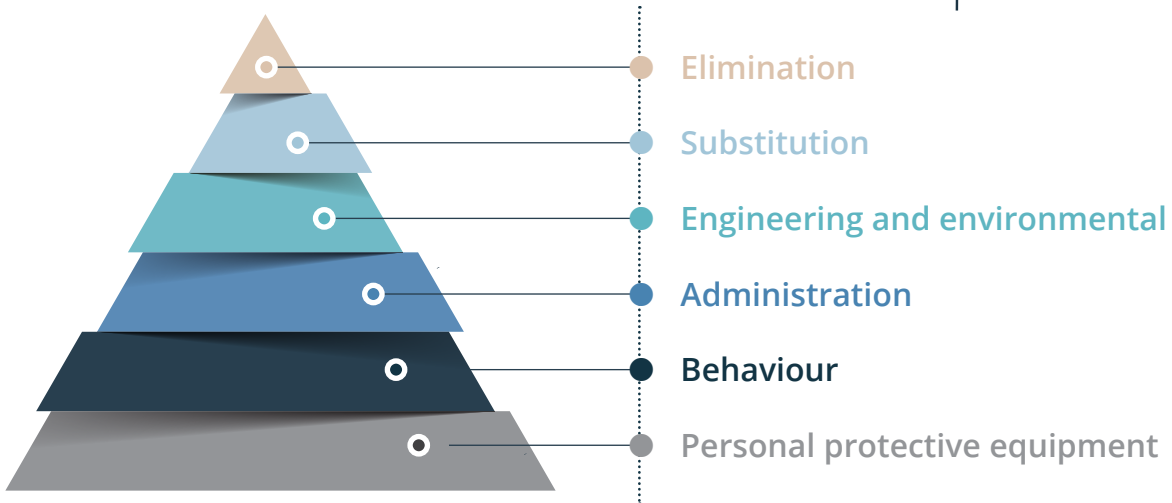 Elimination
Substitution
Engineering and environmental
Administration
Behaviour
Personal protective equipment